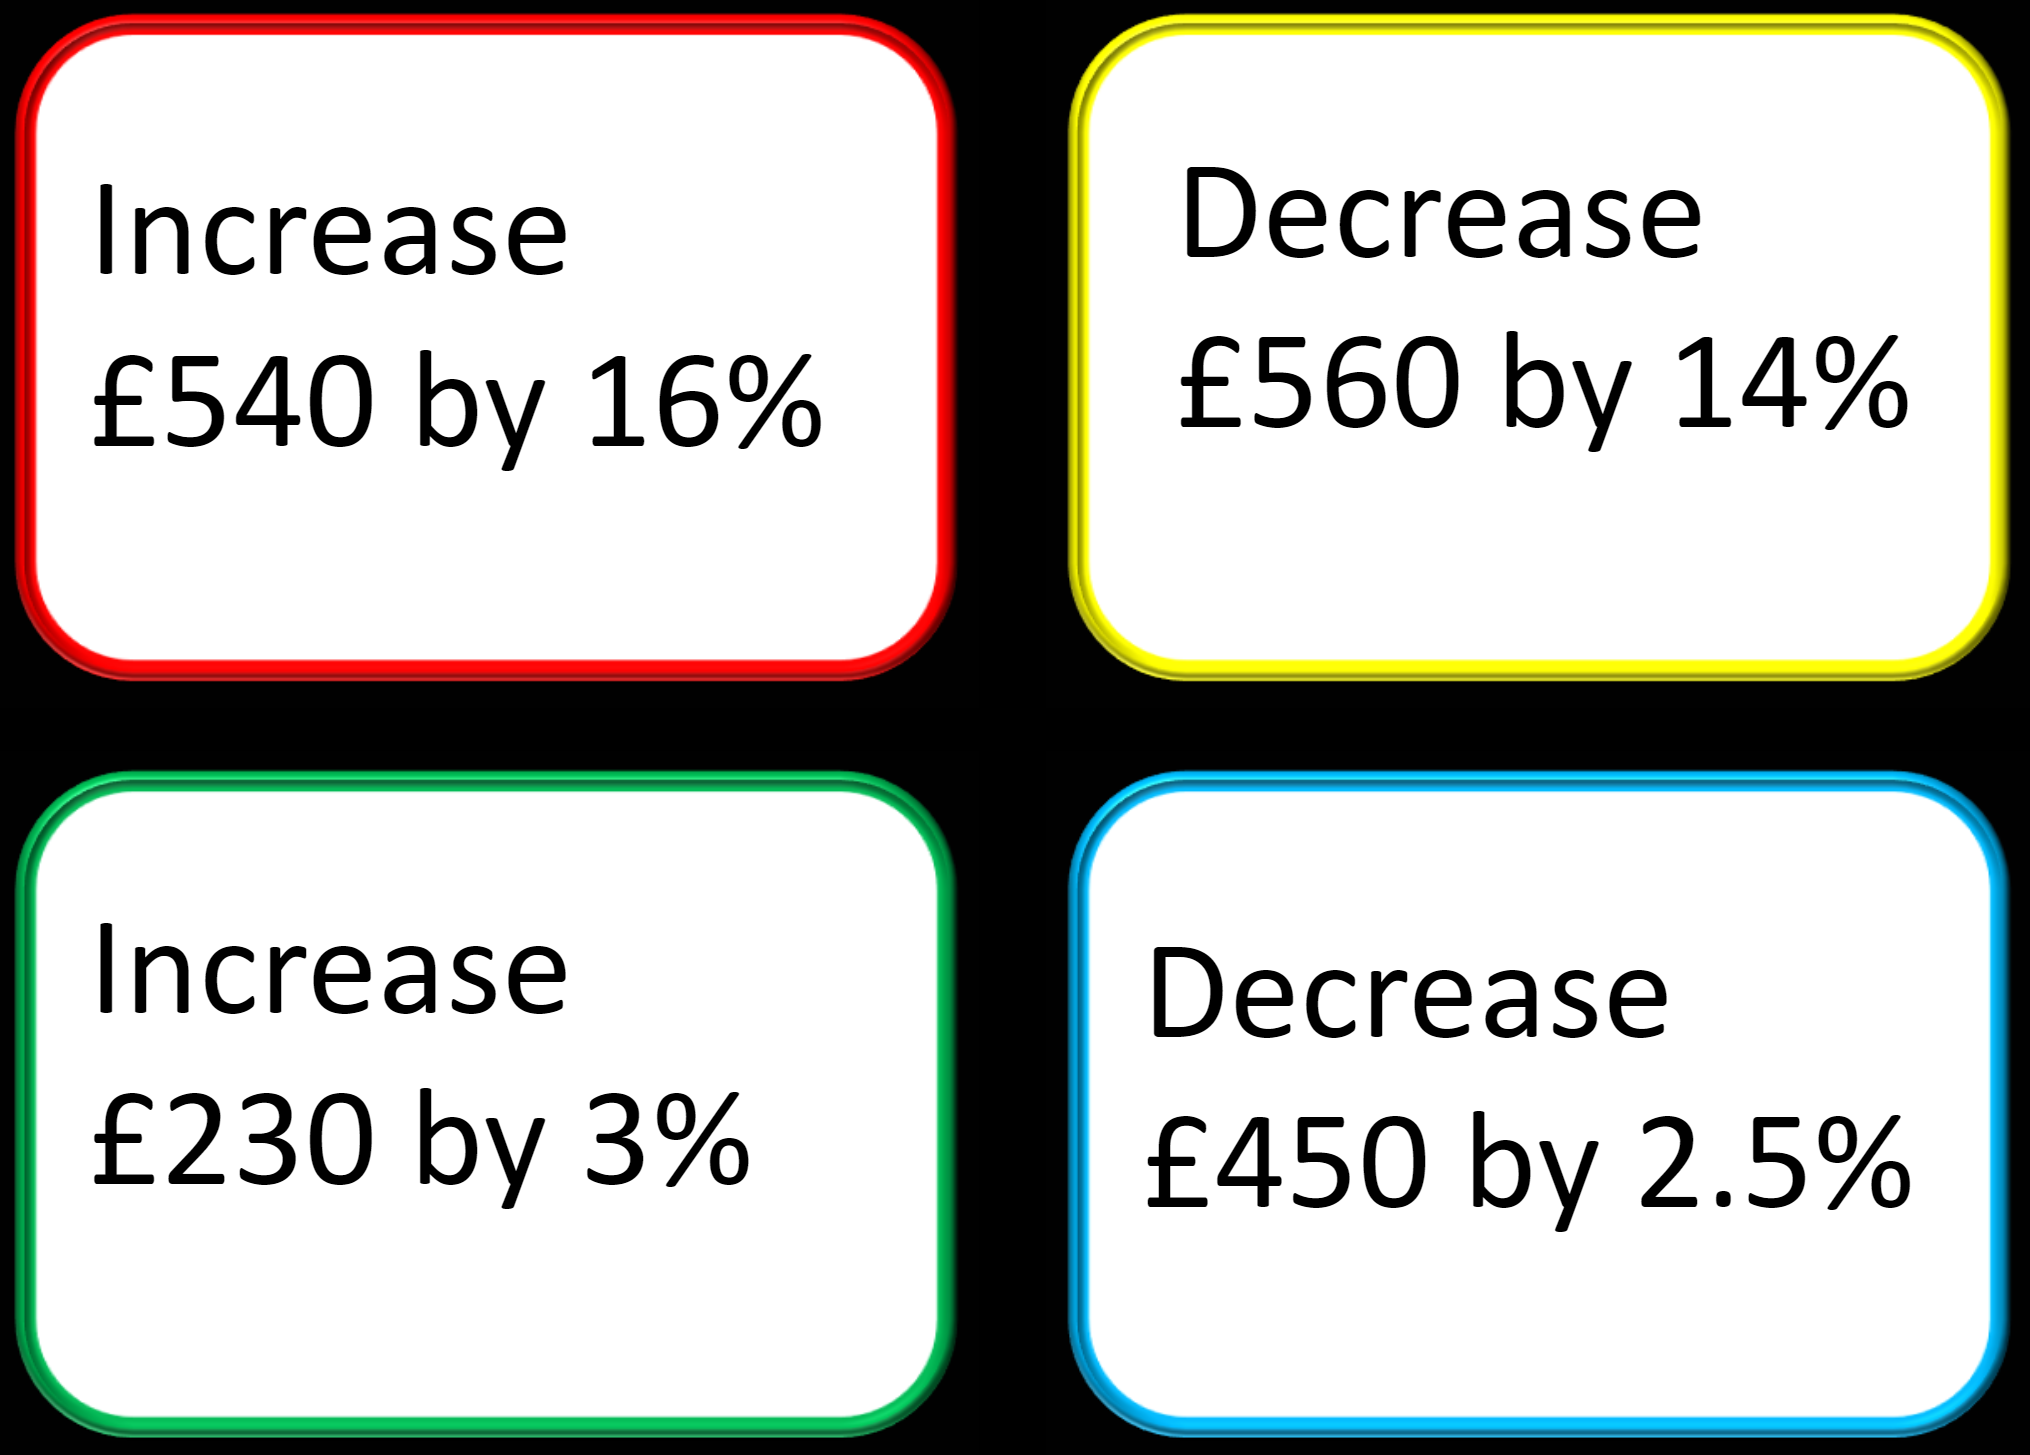 Increase
£540 by 16%
Decrease
£560 by 14%
Increase
£230 by 3%
Decrease
£450 by 2.5%